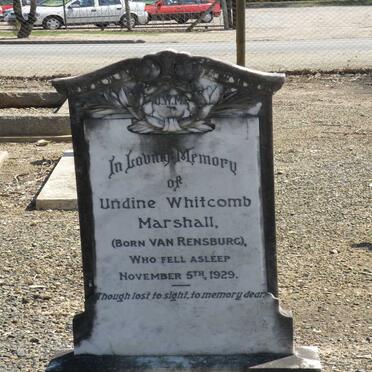 U.W.M.
In Loving Memory
of
Undine Whitcomb
Marshall,
(Born van Rensburg),
Who fell asleep
November 5th, 1929.
Though lost to sight, to memory dear.